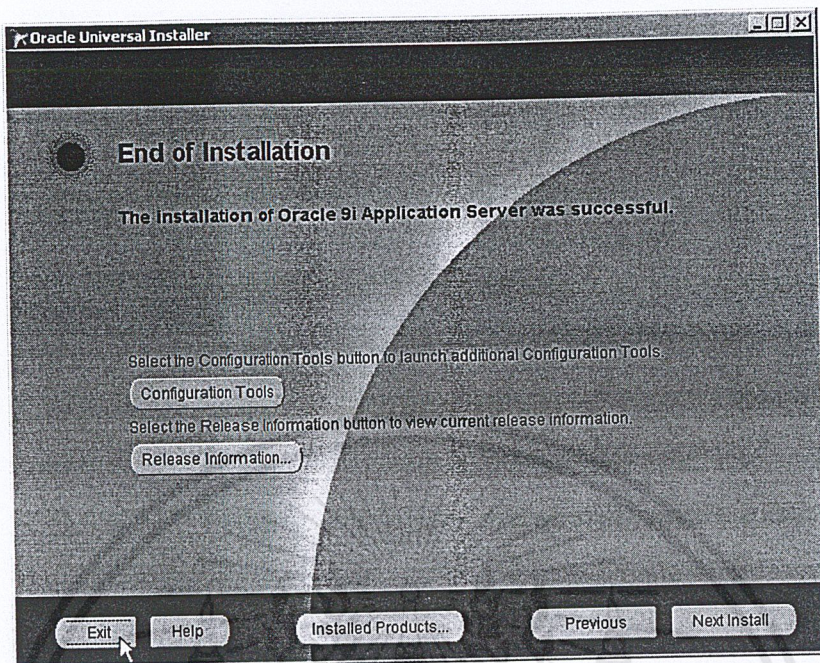 Oracle Universal Installer
End of Installation
The installation of Oracle 9i Application Server was successful.
Select the Configuration Tools button to launch additional Configuration Tools.
Configuration Tools
Select the Release Information button to view current release information.
Release Information...
Exit
Help
Installed Products...
Previous
Next Install